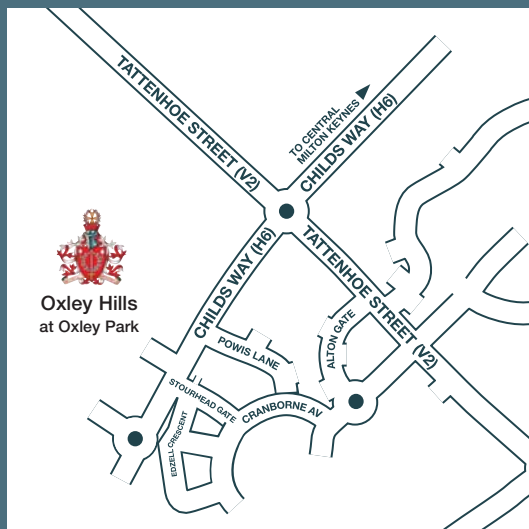 TATTENHOE STREET (V2)
TO CENTRAL
MILTON KEYNES
CHILDS WAY (H6)
CHILDS WAY (H6)
TATTENHOE STREET (V2)
Oxley Hills
at Oxley Park
POWIS LANE
ALTON GATE
STOURHEAD GATE
CRANBORNE AV
EDZELL CRESCENT